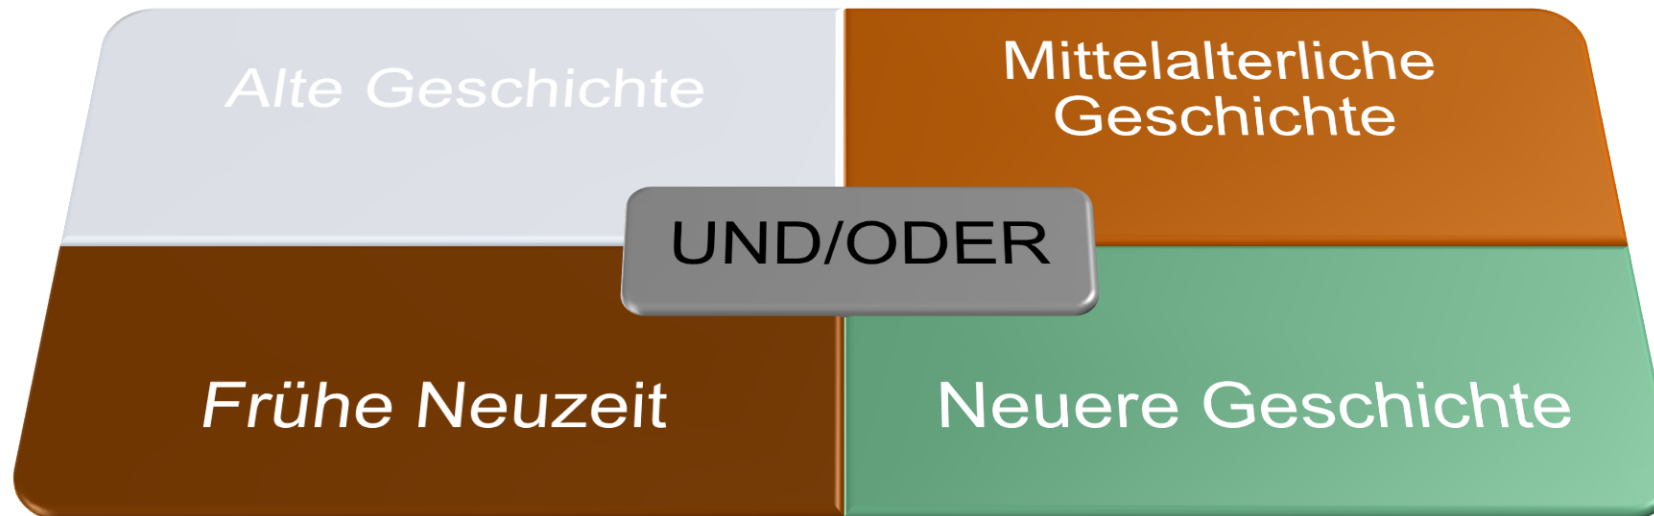 Alte Geschichte
Mittelalterliche
Geschichte
UND/ODER
Frühe Neuzeit
Neuere Geschichte